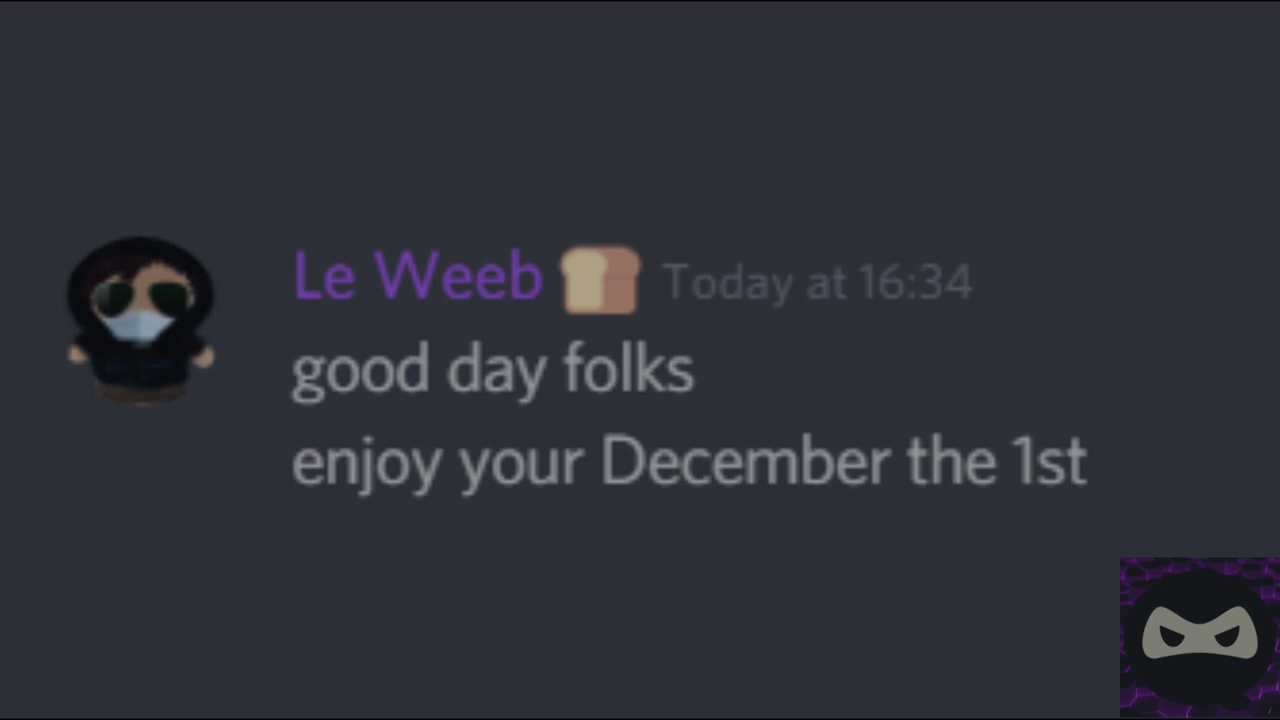 Le Weeb 🍞 Today at 16:34
good day folks
enjoy your December the 1st